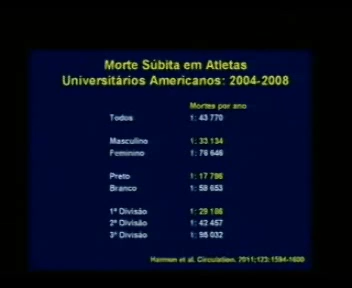 Morte Súbita em Atletas
Universitários Americanos: 2004-2008
Mortes por ano
Todos 1: 43 770
Masculino 1: 33 134
Feminino 1: 76 646
Preto 1: 17 786
Branco 1: 58 653
1ª Divisão 1: 29 186
2ª Divisão 1: 42 457
3ª Divisão 1: 98 032
Harmon et al. Circulation. 2011;123:1594-1600